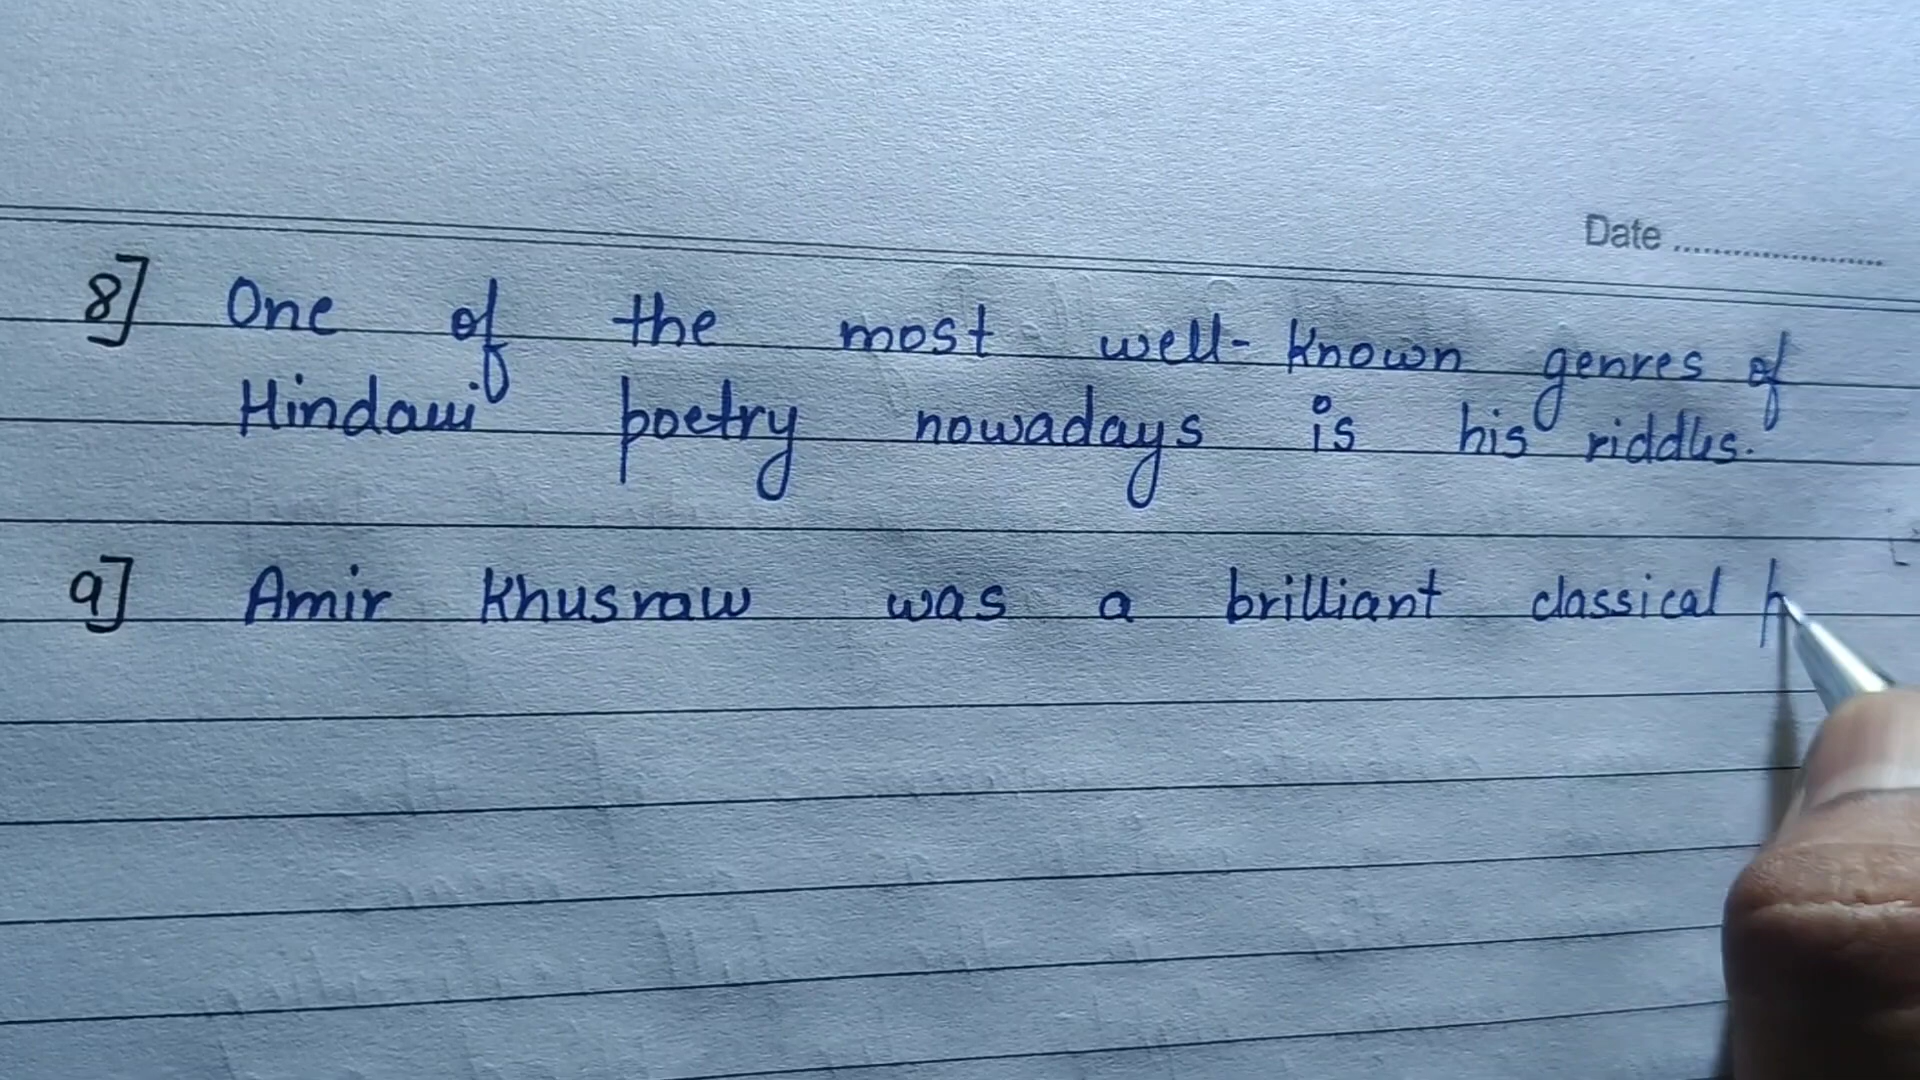 Date ....................
8] One of the most well-known genres of
Hindawi poetry nowadays is his riddles.
9] Amir Khusraw was a brilliant classical